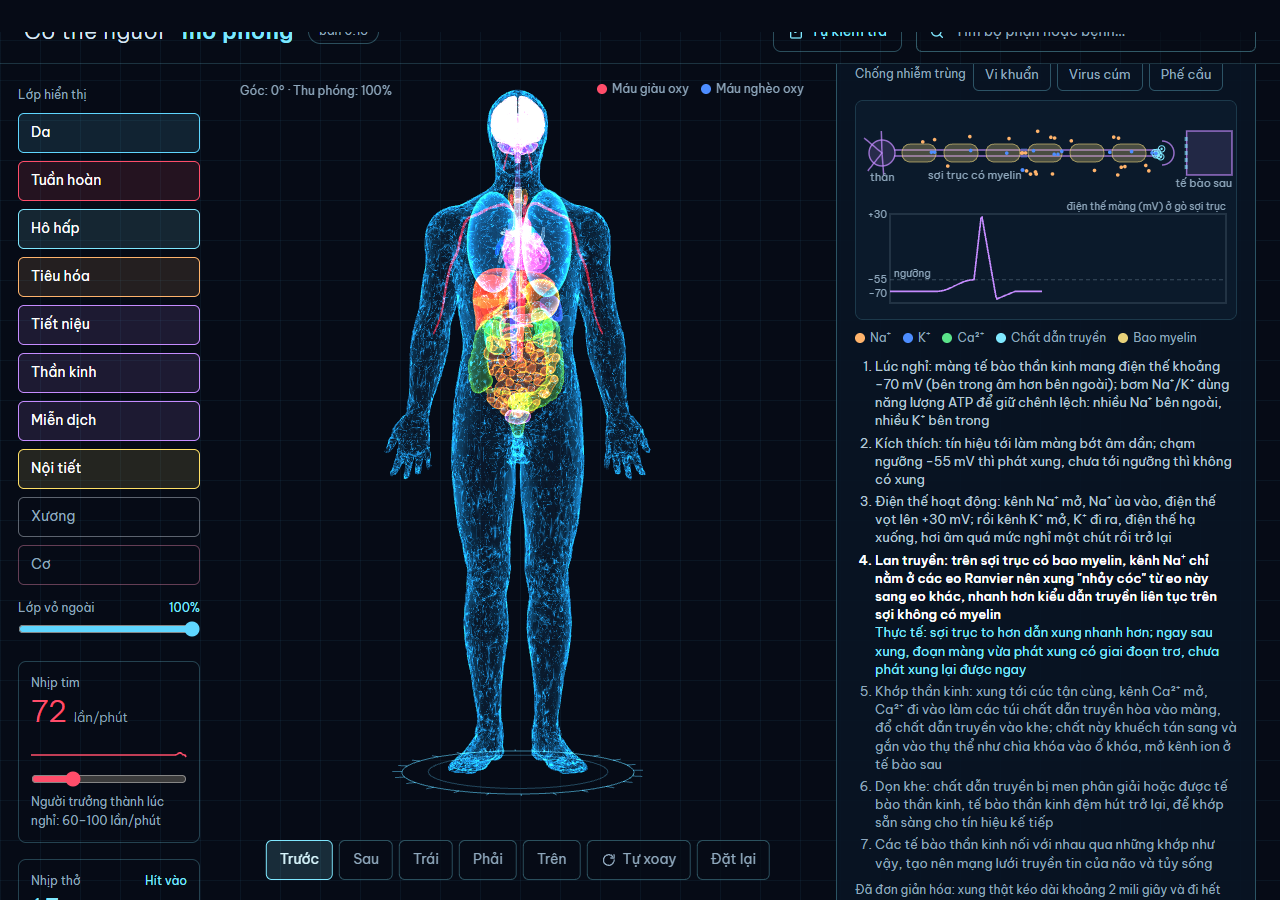 Cơ thể người mô phỏng
Tự kiểm tra
Tìm bộ phận hoặc bệnh...
Lớp hiển thị
Da
Tuần hoàn
Hô hấp
Tiêu hóa
Tiết niệu
Thần kinh
Miễn dịch
Nội tiết
Xương
Cơ
Lớp vỏ ngoài 100%
Nhịp tim
72 lần/phút
Người trưởng thành lúc
nghỉ: 60–100 lần/phút
Nhịp thở Hít vào
Góc: 0° · Thu phóng: 100%
Máu giàu oxy Máu nghèo oxy
Trước Sau Trái Phải Trên Tự xoay Đặt lại
Chống nhiễm trùng Vi khuẩn Virus cúm Phế cầu
thân
sợi trục có myelin
tế bào sau
điện thế màng (mV) ở gò sợi trục
+30
ngưỡng
−55
−70
Na⁺ K⁺ Ca²⁺ Chất dẫn truyền Bao myelin
1. Lúc nghỉ: màng tế bào thần kinh mang điện thế khoảng
−70 mV (bên trong âm hơn bên ngoài); bơm Na⁺/K⁺ dùng
năng lượng ATP để giữ chênh lệch: nhiều Na⁺ bên ngoài,
nhiều K⁺ bên trong
2. Kích thích: tín hiệu tới làm màng bớt âm dần; chạm
ngưỡng −55 mV thì phát xung, chưa tới ngưỡng thì không
có xung
3. Điện thế hoạt động: kênh Na⁺ mở, Na⁺ ùa vào, điện thế
vọt lên +30 mV; rồi kênh K⁺ mở, K⁺ đi ra, điện thế hạ
xuống, hơi âm quá mức nghỉ một chút rồi trở lại
4. Lan truyền: trên sợi trục có bao myelin, kênh Na⁺ chỉ
nằm ở các eo Ranvier nên xung "nhảy cóc" từ eo này
sang eo khác, nhanh hơn kiểu dẫn truyền liên tục trên
sợi không có myelin
Thực tế: sợi trục to hơn dẫn xung nhanh hơn; ngay sau
xung, đoạn màng vừa phát xung có giai đoạn trơ, chưa
phát xung lại được ngay
5. Khớp thần kinh: xung tới cúc tận cùng, kênh Ca²⁺ mở,
Ca²⁺ đi vào làm các túi chất dẫn truyền hòa vào màng,
đổ chất dẫn truyền vào khe; chất này khuếch tán sang và
gắn vào thụ thể như chìa khóa vào ổ khóa, mở kênh ion ở
tế bào sau
6. Dọn khe: chất dẫn truyền bị men phân giải hoặc được tế
bào thần kinh, tế bào thần kinh đệm hút trở lại, để khớp
sẵn sàng cho tín hiệu kế tiếp
7. Các tế bào thần kinh nối với nhau qua những khớp như
vậy, tạo nên mạng lưới truyền tin của não và tủy sống
Đã đơn giản hóa: xung thật kéo dài khoảng 2 mili giây và đi hết